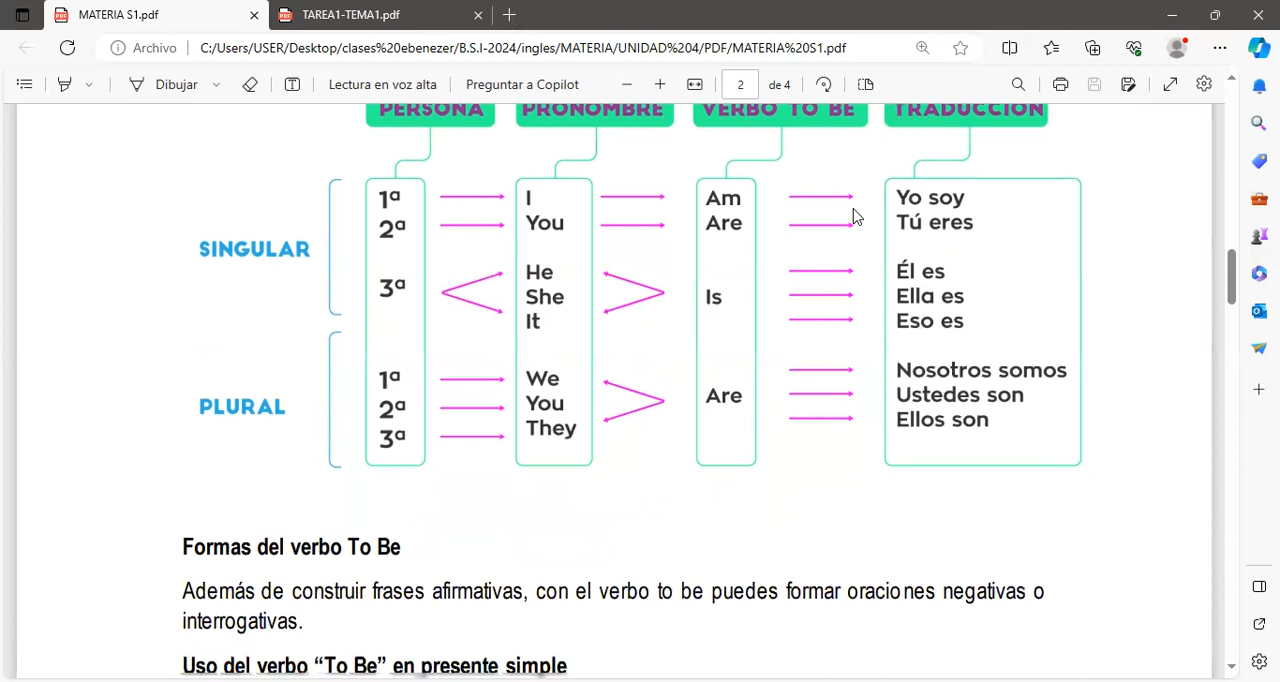 MATERIA S1.pdf
TAREA1-TEMA1.pdf
Archivo
C:/Users/USER/Desktop/clases%20ebenezer/B.S.I-2024/ingles/MATERIA/UNIDAD%204/PDF/MATERIA%20S1.pdf
Dibujar
Lectura en voz alta
Preguntar a Copilot
2
de 4
PERSONA PRONOMBRE VERBO TO BE TRADUCCIÓN
SINGULAR
1ª I Am Yo soy
2ª You Are Tú eres
3ª He Él es
She Is Ella es
It Eso es
PLURAL
1ª We Nosotros somos
2ª You Are Ustedes son
3ª They Ellos son
Formas del verbo To Be
Además de construir frases afirmativas, con el verbo to be puedes formar oraciones negativas o
interrogativas.
Uso del verbo “To Be” en presente simple